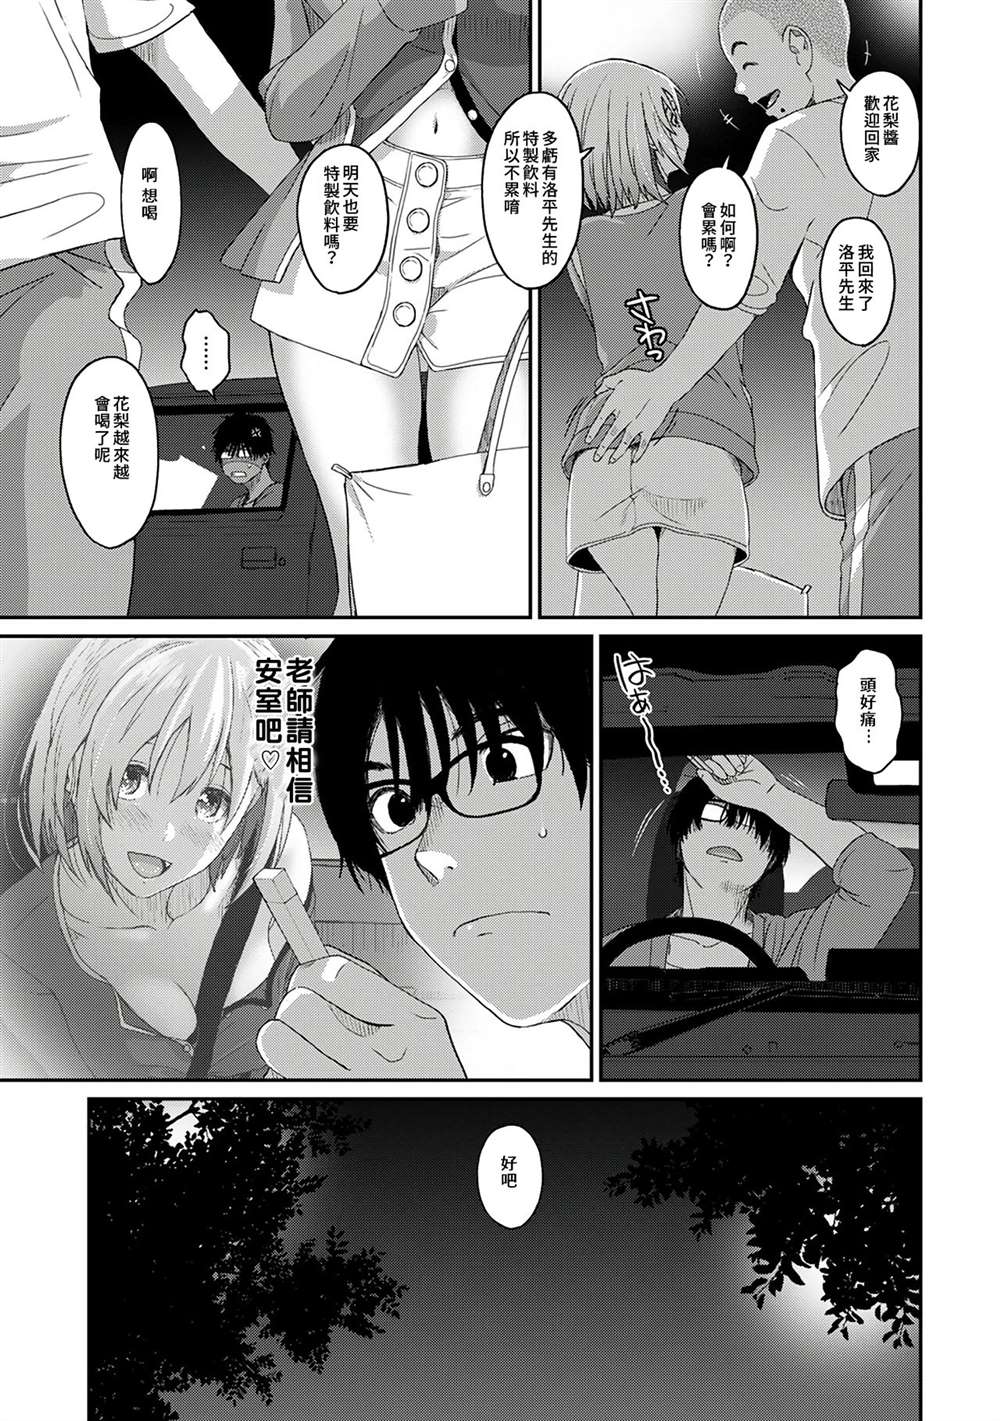 花梨醬
歡迎回家
我回來了
洛平先生
如何啊?
會累嗎?
さわっ
多虧有洛平先生的
特製飲料
所以不累唷
明天也要
特製飲料嗎?
啊 想喝
……
花梨越來越
會喝了呢
頭好痛…
はぁ〜〜…
老師請相信
安室吧♡
好吧